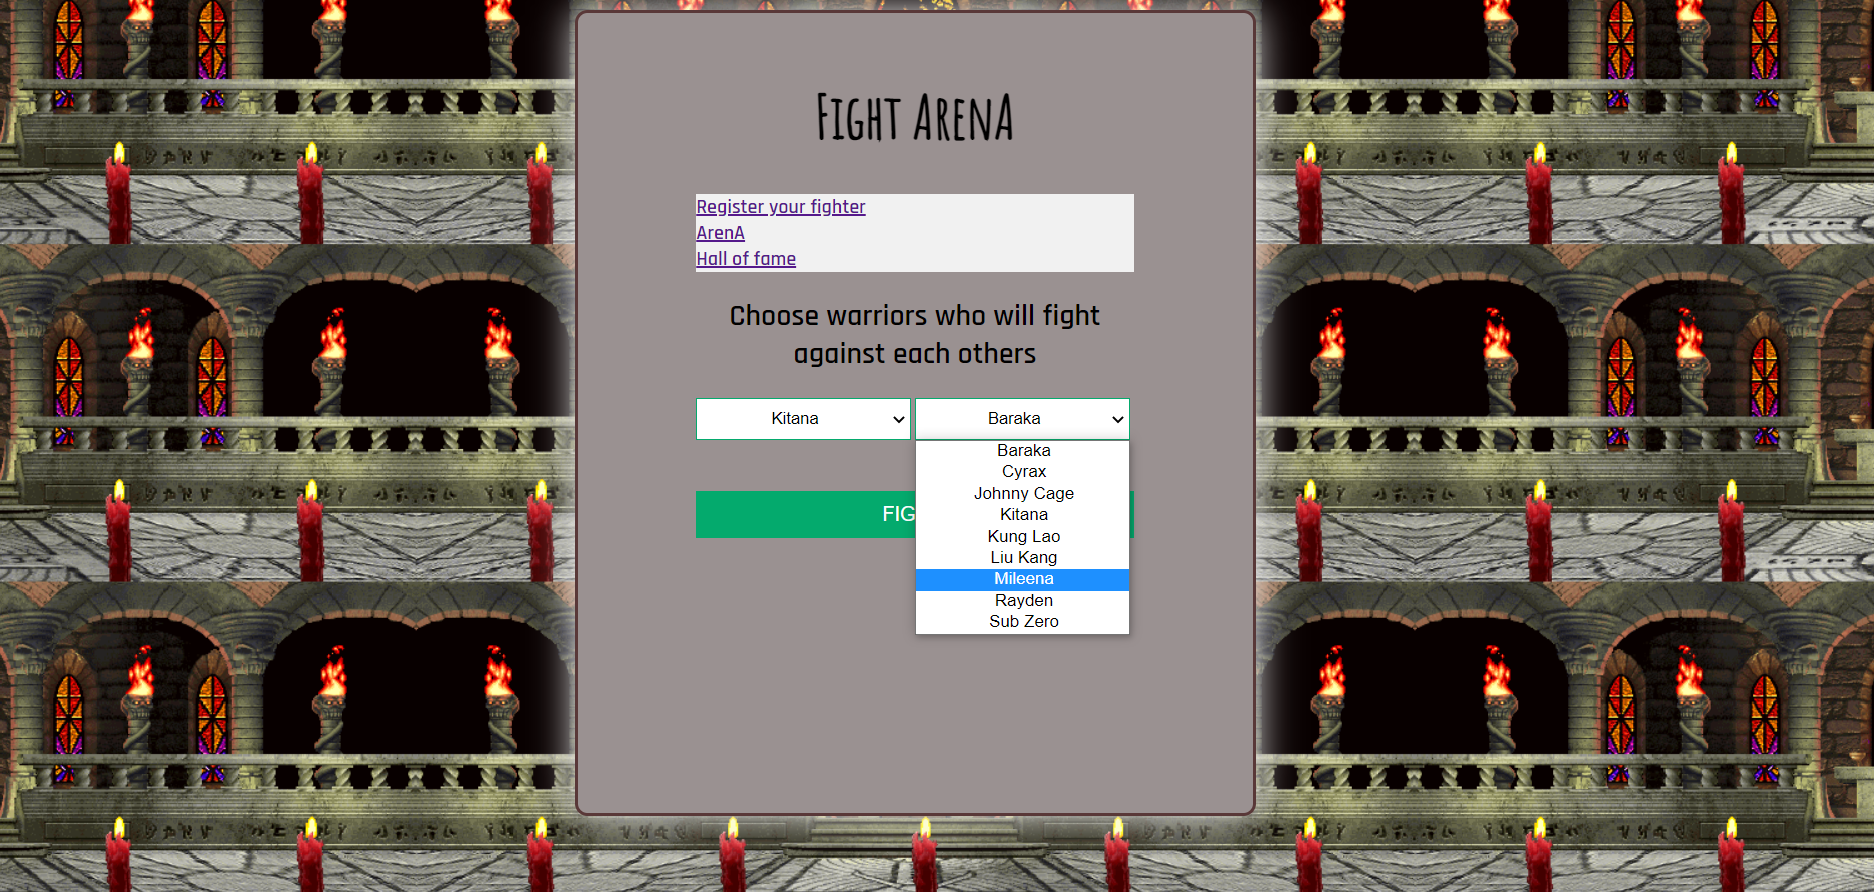 Fight ArenA
Register your fighter
ArenA
Hall of fame
Choose warriors who will fight
against each others
Kitana
Baraka
Baraka
Cyrax
Johnny Cage
Kitana
Kung Lao
FIG
Liu Kang
Mileena
Rayden
Sub Zero